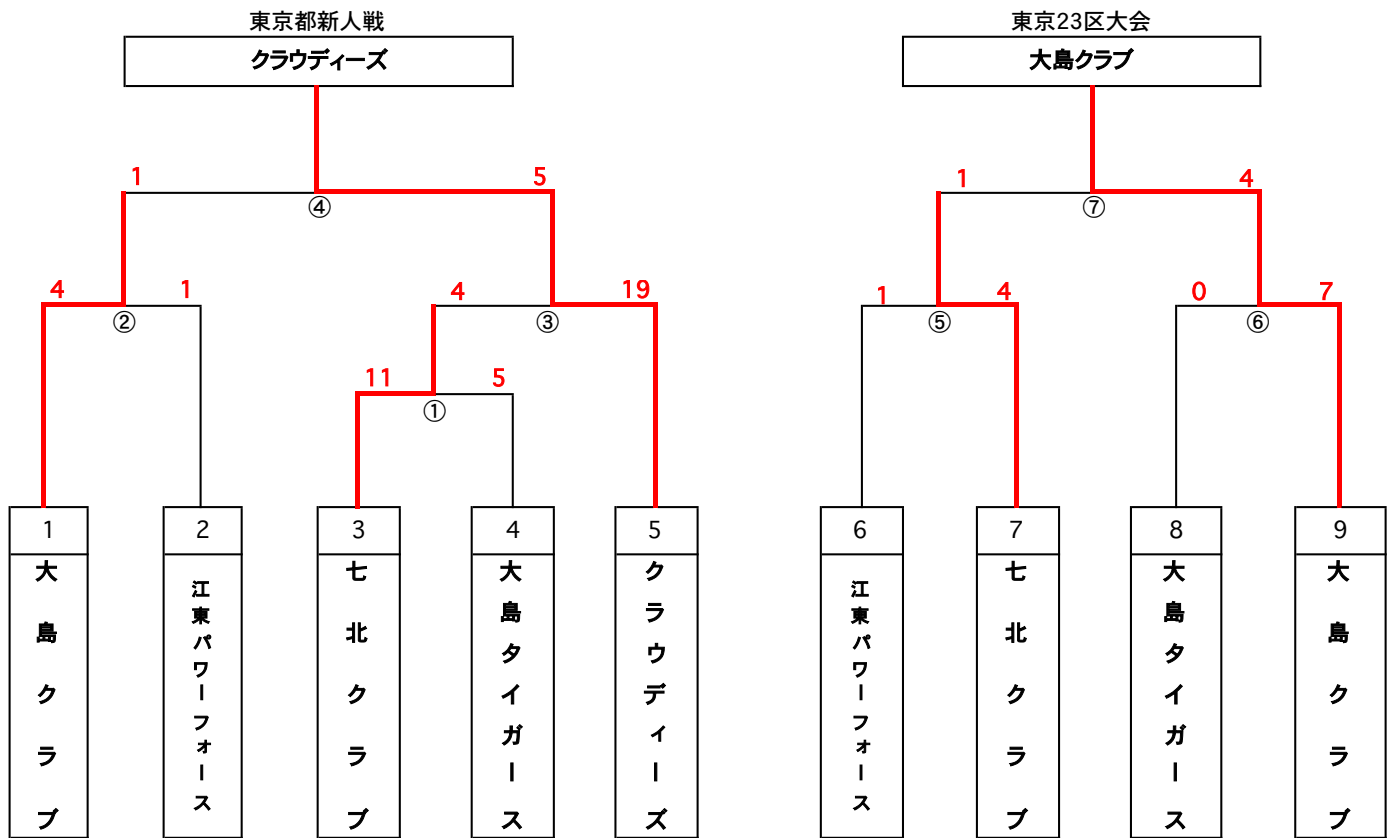 東京都新人戦
クラウディーズ
東京23区大会
大島クラブ
1
5
④
1
4
⑦
4
1
②
4
19
③
1
4
⑤
0
7
⑥
11
5
①
1
大島クラブ
2
江東パワーフォース
3
七北クラブ
4
大島タイガース
5
クラウディーズ
6
江東パワーフォース
7
七北クラブ
8
大島タイガース
9
大島クラブ